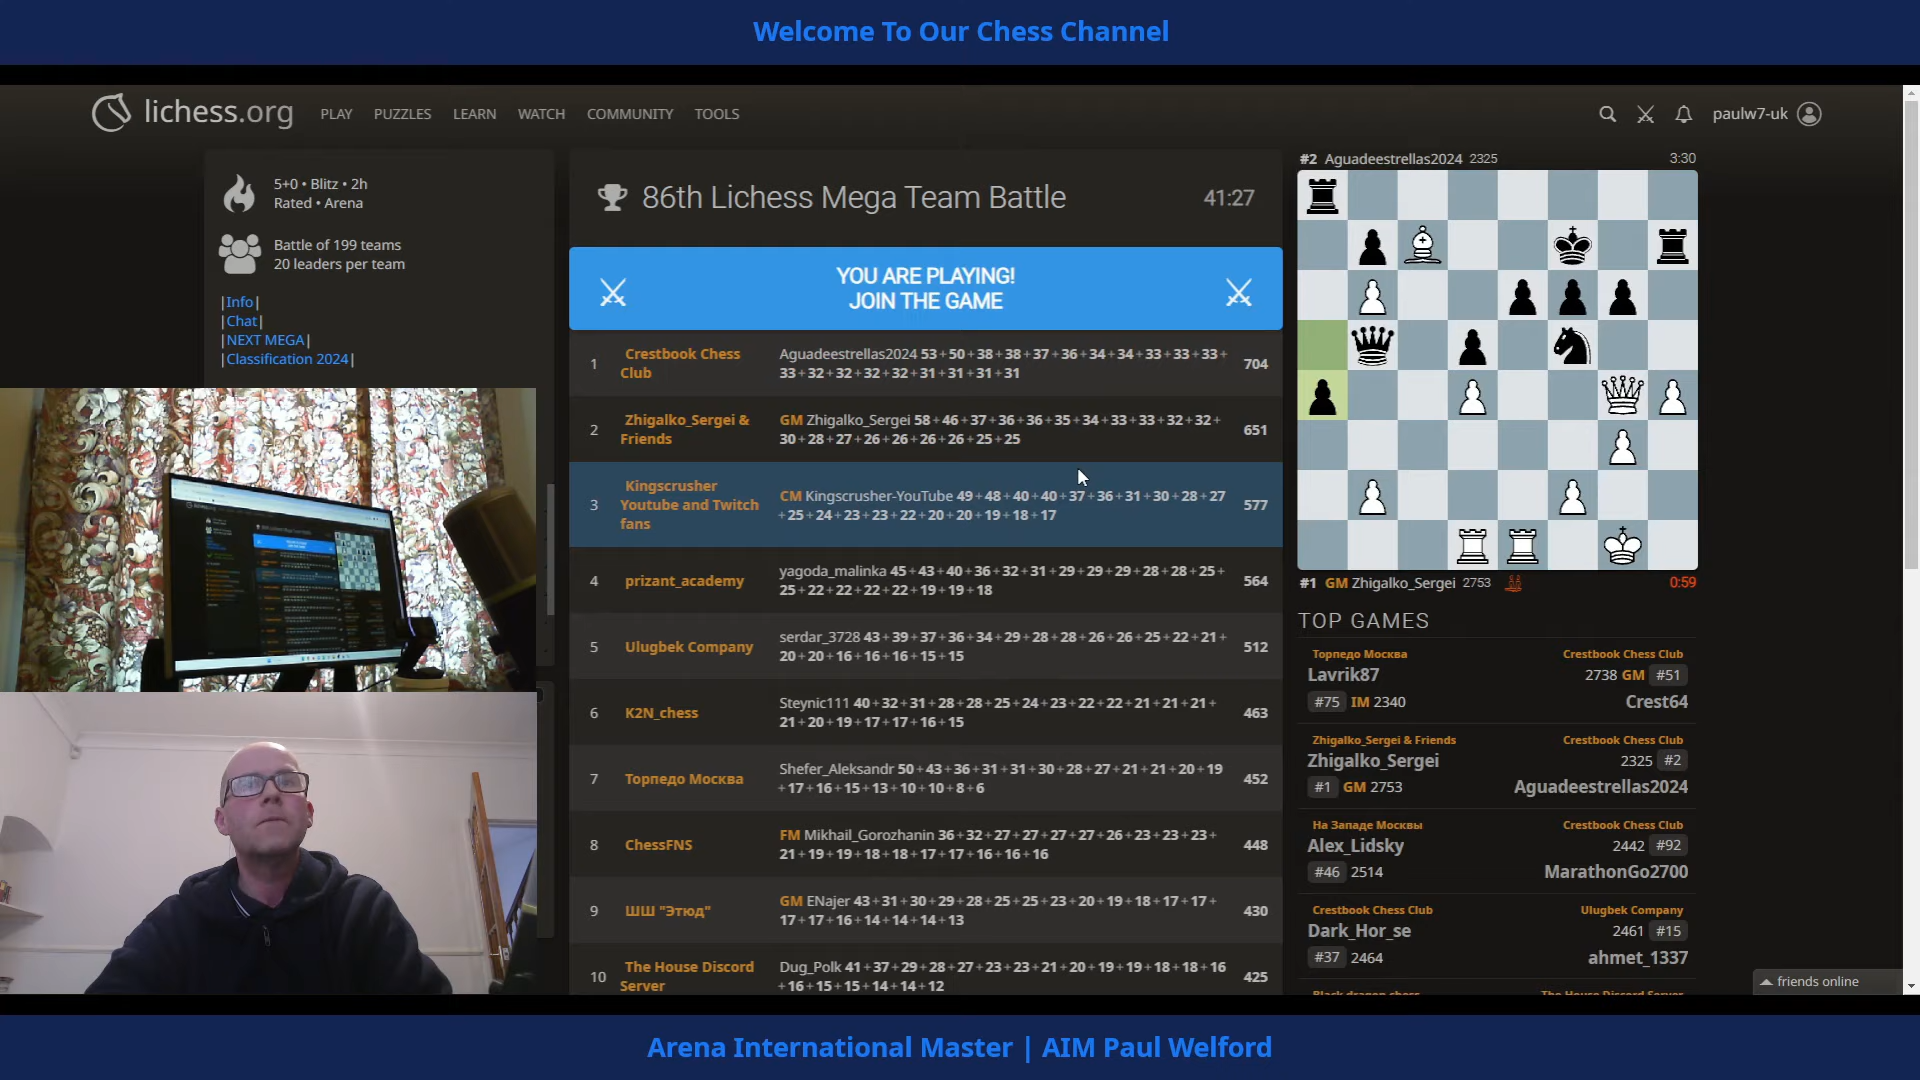 Welcome To Our Chess Channel
lichess.org
PLAY PUZZLES LEARN WATCH COMMUNITY TOOLS
paulw7-uk
5+0 • Blitz • 2h
Rated • Arena
Battle of 199 teams
20 leaders per team
|Info|
|Chat|
|NEXT MEGA|
|Classification 2024|
86th Lichess Mega Team Battle 41:27
YOU ARE PLAYING!
JOIN THE GAME
1 Crestbook Chess Club Aguadeestrellas2024 53+50+38+38+37+36+34+34+33+33+33+
33+32+32+32+32+31+31+31+31 704
2 Zhigalko_Sergei & Friends GM Zhigalko_Sergei 58+46+37+36+36+35+34+33+33+32+32+
30+28+27+26+26+26+26+25+25 651
3 Kingscrusher Youtube and Twitch fans CM Kingscrusher-YouTube 49+48+40+40+37+36+31+30+28+27
+25+24+23+23+22+20+20+19+18+17 577
4 prizant_academy yagoda_malinka 45+43+40+36+32+31+29+29+29+28+28+25+
25+22+22+22+22+19+19+18 564
5 Ulugbek Company serdar_3728 43+39+37+36+34+29+28+28+26+26+25+22+21+
20+20+16+16+16+15+15 512
6 K2N_chess Steynic111 40+32+31+28+28+25+24+23+22+22+21+21+21+
21+20+19+17+17+16+15 463
7 Торпедо Москва Shefer_Aleksandr 50+43+36+31+31+30+28+27+21+21+20+19
+17+16+15+13+10+10+8+6 452
8 ChessFNS FM Mikhail_Gorozhanin 36+32+27+27+27+27+26+23+23+23+
21+19+19+18+18+17+17+16+16+16 448
9 ШШ "Этюд" GM ENajer 43+31+30+29+28+25+25+23+20+19+18+17+17+
17+17+16+14+14+14+13 430
10 The House Discord Server Dug_Polk 41+37+29+28+27+23+23+21+20+19+19+18+18+16
+16+15+15+14+14+12 425
#2 Aguadeestrellas2024 2325 3:30
#1 GM Zhigalko_Sergei 2753 0:59
TOP GAMES
Торпедо Москва Crestbook Chess Club
Lavrik87 2738 GM #51
#75 IM 2340 Crest64
Zhigalko_Sergei & Friends Crestbook Chess Club
Zhigalko_Sergei 2325 #2
#1 GM 2753 Aguadeestrellas2024
На Западе Москвы Crestbook Chess Club
Alex_Lidsky 2442 #92
#46 2514 MarathonGo2700
Crestbook Chess Club Ulugbek Company
Dark_Hor_se 2461 #15
#37 2464 ahmet_1337
friends online
Arena International Master | AIM Paul Welford